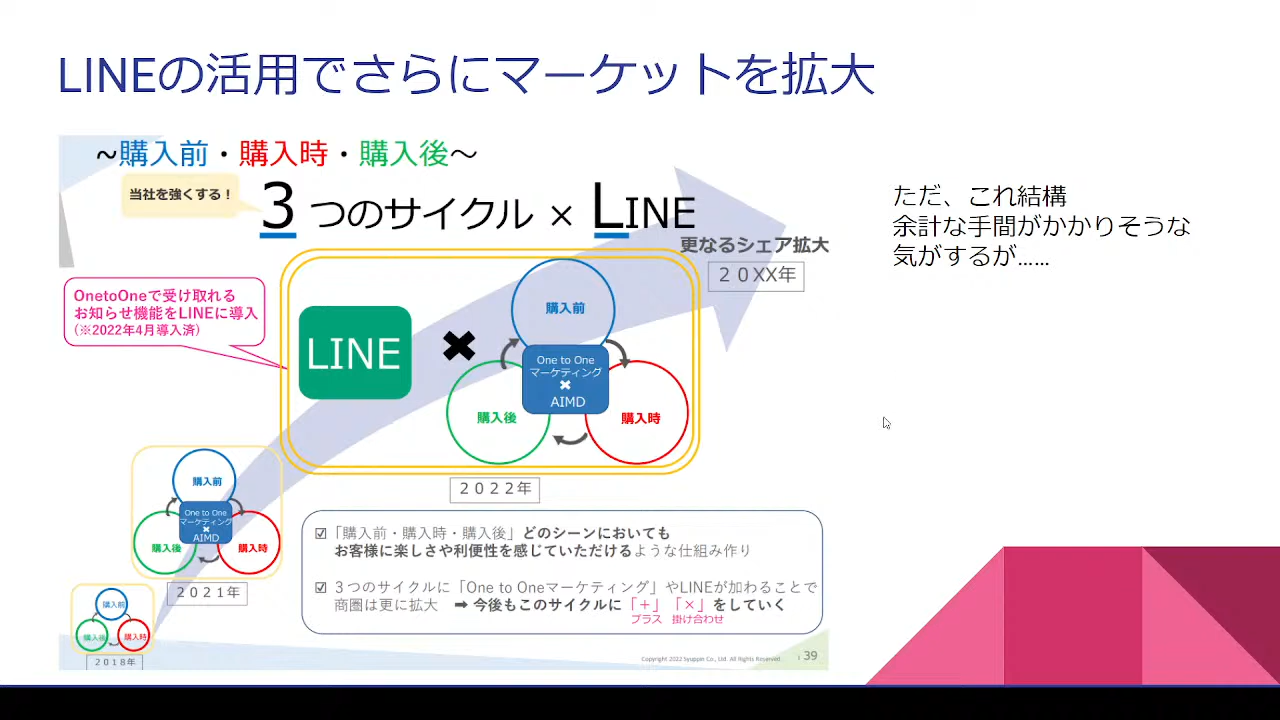 LINEの活用でさらにマーケットを拡大
~購入前・購入時・購入後～
当社を強くする！
3つのサイクル × LINE
更なるシェア拡大
２０XX年
ただ、これ結構
余計な手間がかかりそうな
気がするが……
OnetoOneで受け取れる
お知らせ機能をLINEに導入
(※2022年4月導入済)
LINE
✖
購入前
One to One
マーケティング
✖
AIMD
購入後
購入時
２０２２年
購入前
One to One
マーケティング
✖
AIMD
購入後
購入時
２０２１年
購入前
購入後
購入時
２０１８年
☑「購入前・購入時・購入後」どのシーンにおいても
お客様に楽しさや利便性を感じていただけるような仕組み作り
☑ ３つのサイクルに「One to Oneマーケティング」やLINEが加わることで
商圏は更に拡大 ➡ 今後もこのサイクルに「＋」「×」をしていく
プラス 掛け合わせ
Copyright 2022 Syuppin Co., Ltd. All Rights Reserved
39